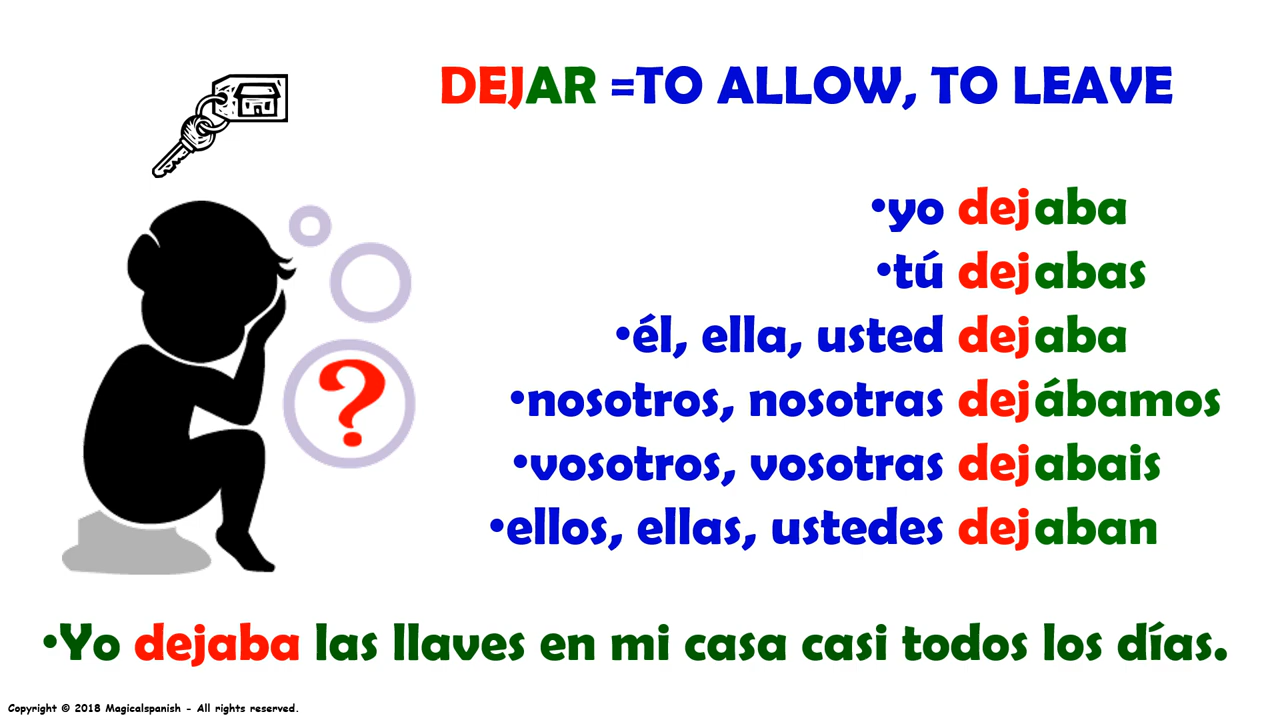 DEJAR =TO ALLOW, TO LEAVE
•yo dejaba
•tú dejabas
•él, ella, usted dejaba
•nosotros, nosotras dejábamos
•vosotros, vosotras dejabais
•ellos, ellas, ustedes dejaban
?
•Yo dejaba las llaves en mi casa casi todos los días.
Copyright © 2018 Magicalspanish - All rights reserved.